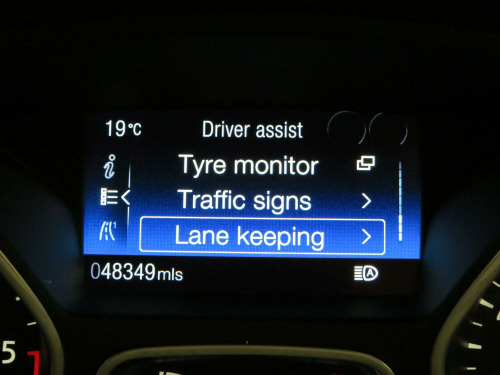 19°C Driver assist
Tyre monitor
Traffic signs
Lane keeping
048349mls
5